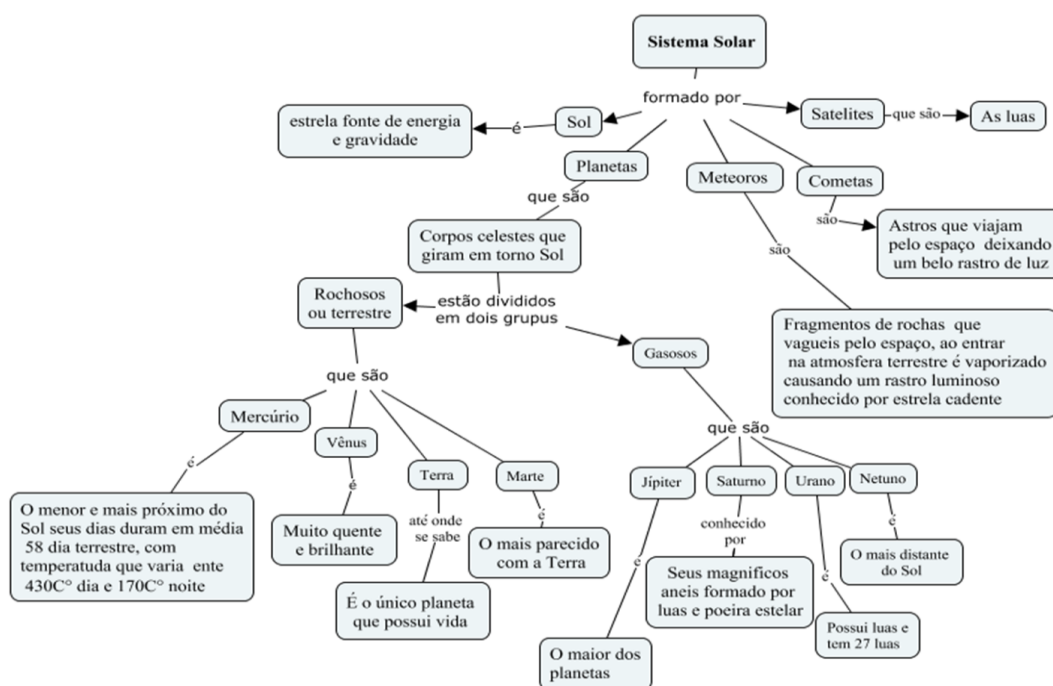 Sistema Solar
formado por
Satelites
que são
As luas
Sol
é
estrela fonte de energia
e gravidade
Planetas
Meteoros
Cometas
que são
são
Astros que viajam
pelo espaço deixando
um belo rastro de luz
Corpos celestes que
giram em torno Sol
são
Rochosos
ou terrestre
estão divididos
em dois grupus
Fragmentos de rochas que
vagueis pelo espaço, ao entrar
na atmosfera terrestre é vaporizado
causando um rastro luminoso
conhecido por estrela cadente
Gasosos
que são
Mercúrio
Vênus
Terra
Marte
que são
Jípiter
Saturno
Urano
Netuno
é
O menor e mais próximo do
Sol seus dias duram em média
58 dia terrestre, com
temperatuda que varia ente
430C° dia e 170C° noite
é
Muito quente
e brilhante
até onde
se sabe
É o único planeta
que possui vida
é
O mais parecido
com a Terra
é
O maior dos
planetas
conhecido
por
Seus magnificos
aneis formado por
luas e poeira estelar
é
Possui luas e
tem 27 luas
é
O mais distante
do Sol